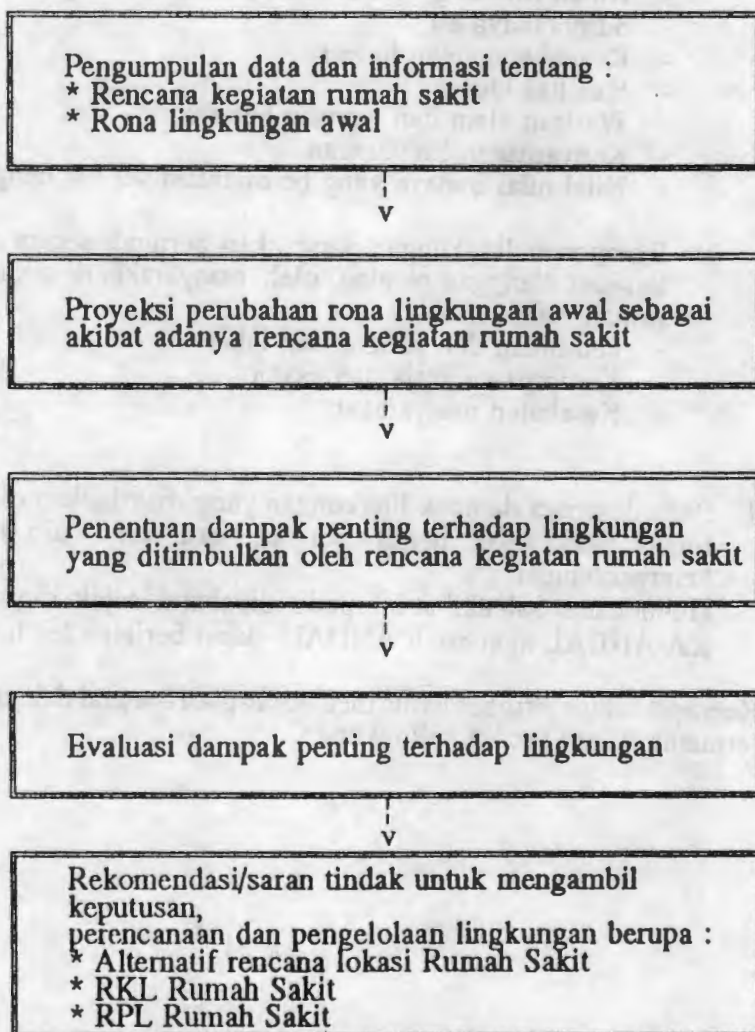 Pengumpulan data dan informasi tentang :
* Rencana kegiatan rumah sakit
* Rona lingkungan awal
v
Proyeksi perubahan rona lingkungan awal sebagai
akibat adanya rencana kegiatan rumah sakit
v
Penentuan dampak penting terhadap lingkungan
yang ditimbulkan oleh rencana kegiatan rumah sakit
v
Evaluasi dampak penting terhadap lingkungan
v
Rekomendasi/saran tindak untuk mengambil
keputusan,
perencanaan dan pengelolaan lingkungan berupa :
* Alternatif rencana lokasi Rumah Sakit
* RKL Rumah Sakit
* RPL Rumah Sakit